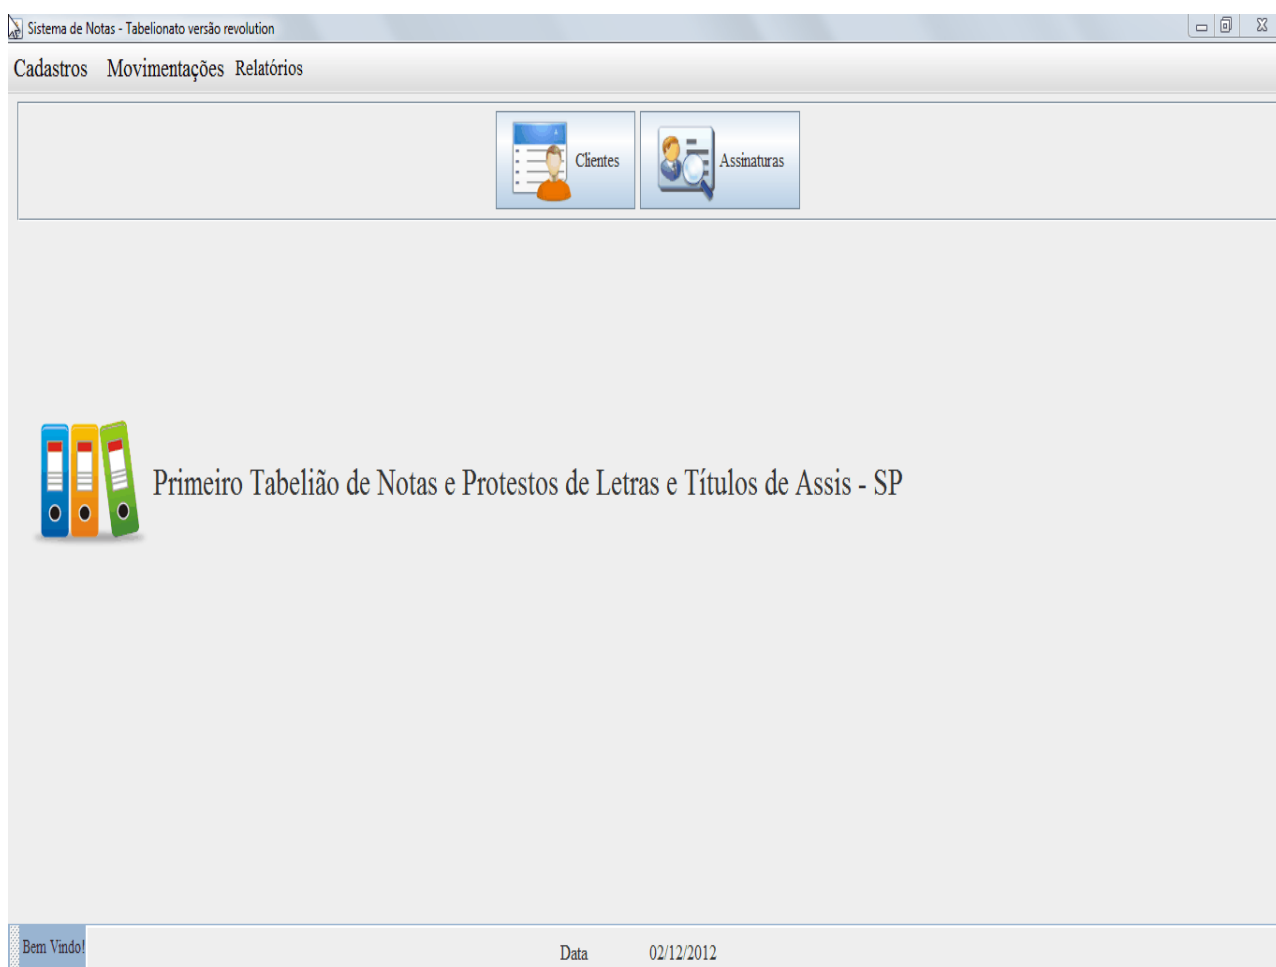 Sistema de Notas - Tabelionato versão revolution
Cadastros Movimentações Relatórios
Clientes Assinaturas
Primeiro Tabelião de Notas e Protestos de Letras e Títulos de Assis - SP
Bem Vindo! Data 02/12/2012